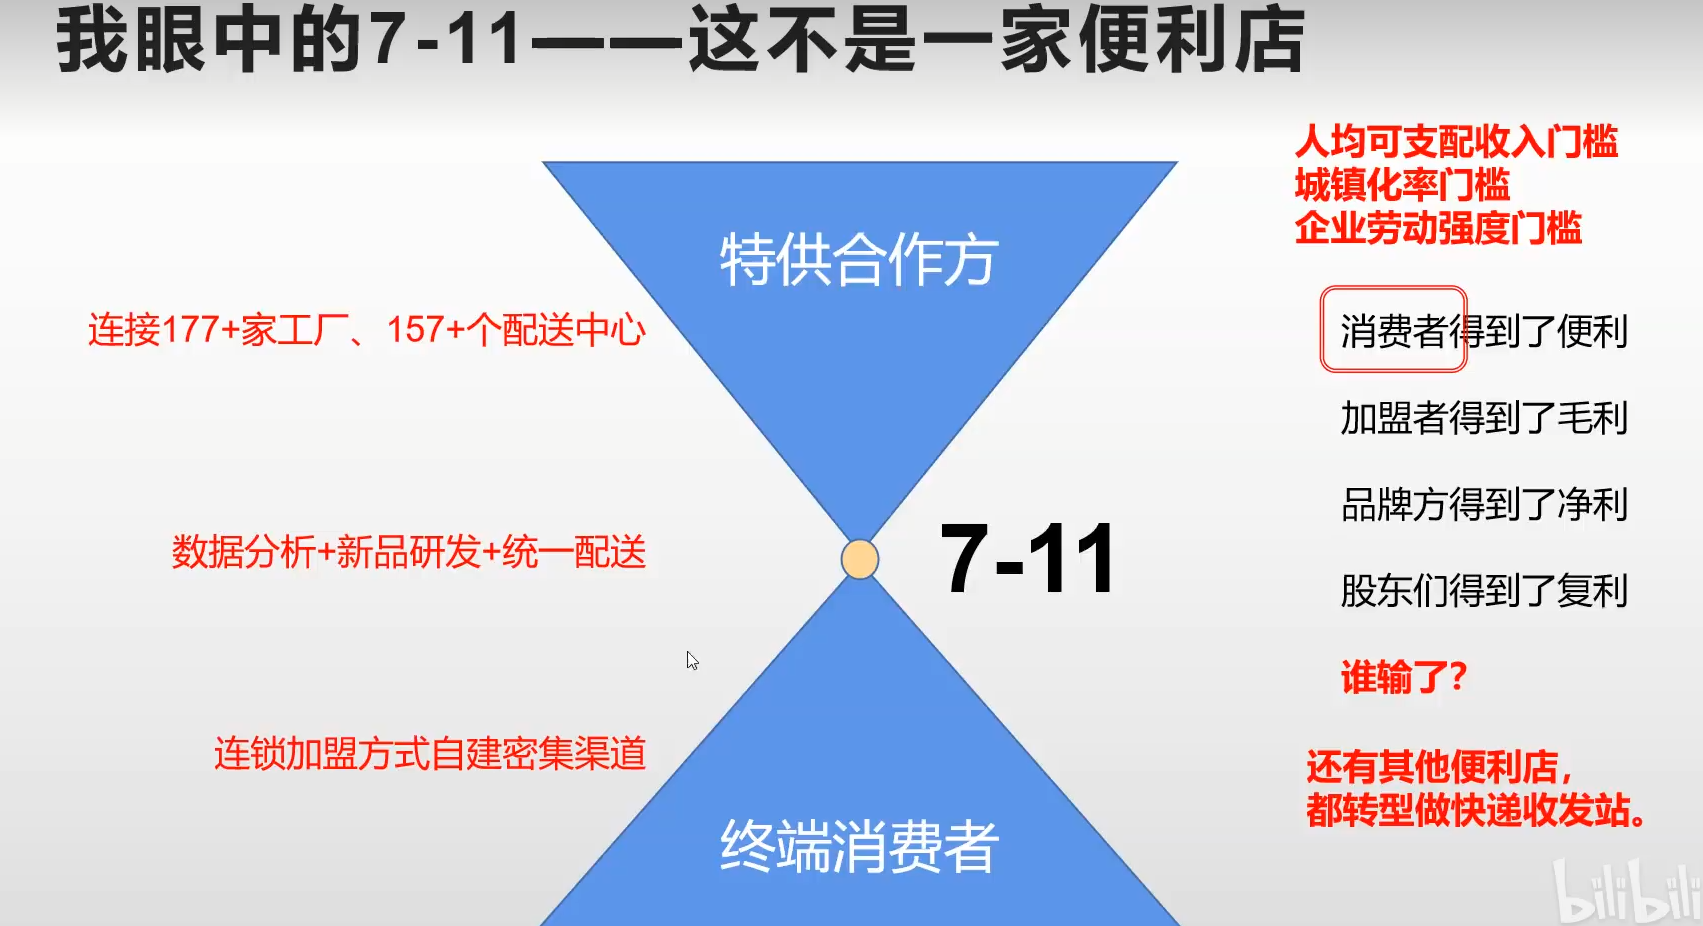 我眼中的7-11——这不是一家便利店
人均可支配收入门槛
城镇化率门槛
企业劳动强度门槛
特供合作方
连接177+家工厂、157+个配送中心
消费者得到了便利
加盟者得到了毛利
品牌方得到了净利
数据分析+新品研发+统一配送
7-11
股东们得到了复利
谁输了?
连锁加盟方式自建密集渠道
还有其他便利店，
都转型做快递收发站。
终端消费者
bilibili